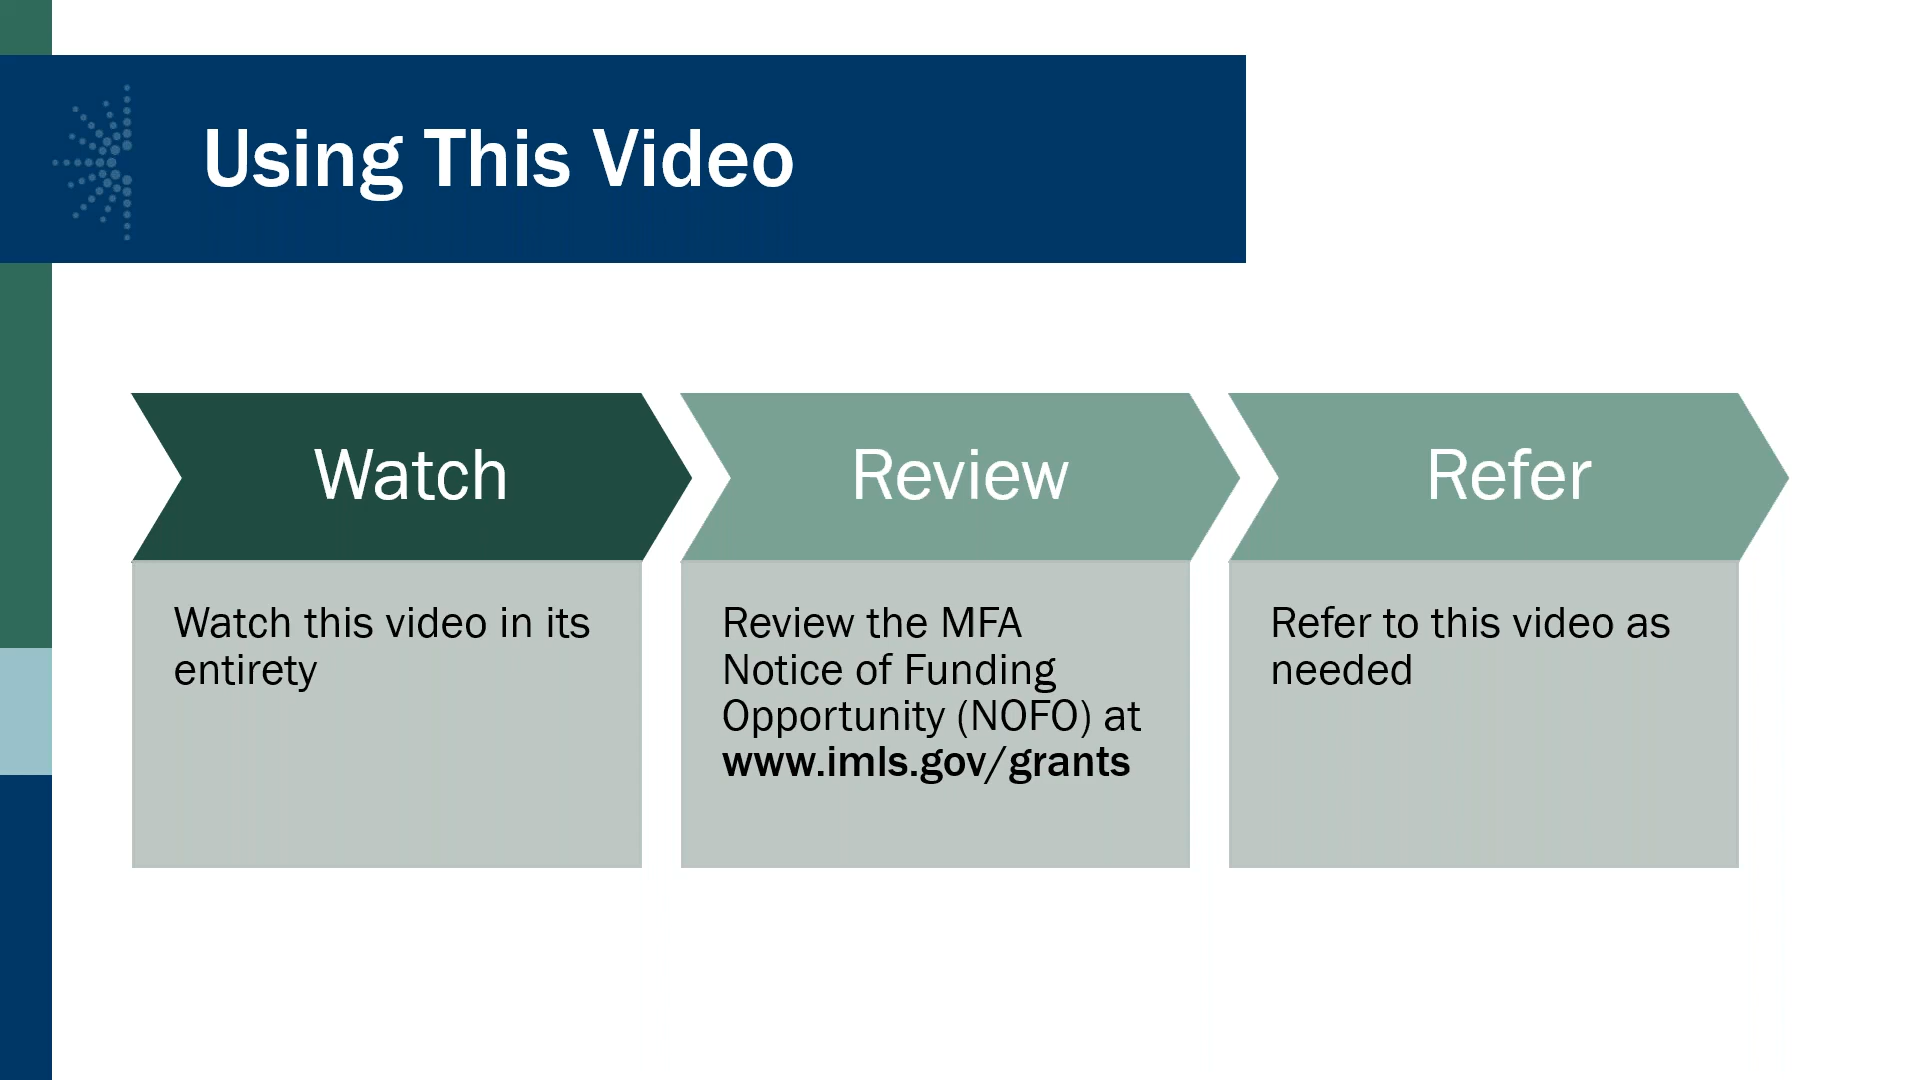 Using This Video
Watch
Watch this video in its
entirety
Review
Review the MFA
Notice of Funding
Opportunity (NOFO) at
www.imls.gov/grants
Refer
Refer to this video as
needed